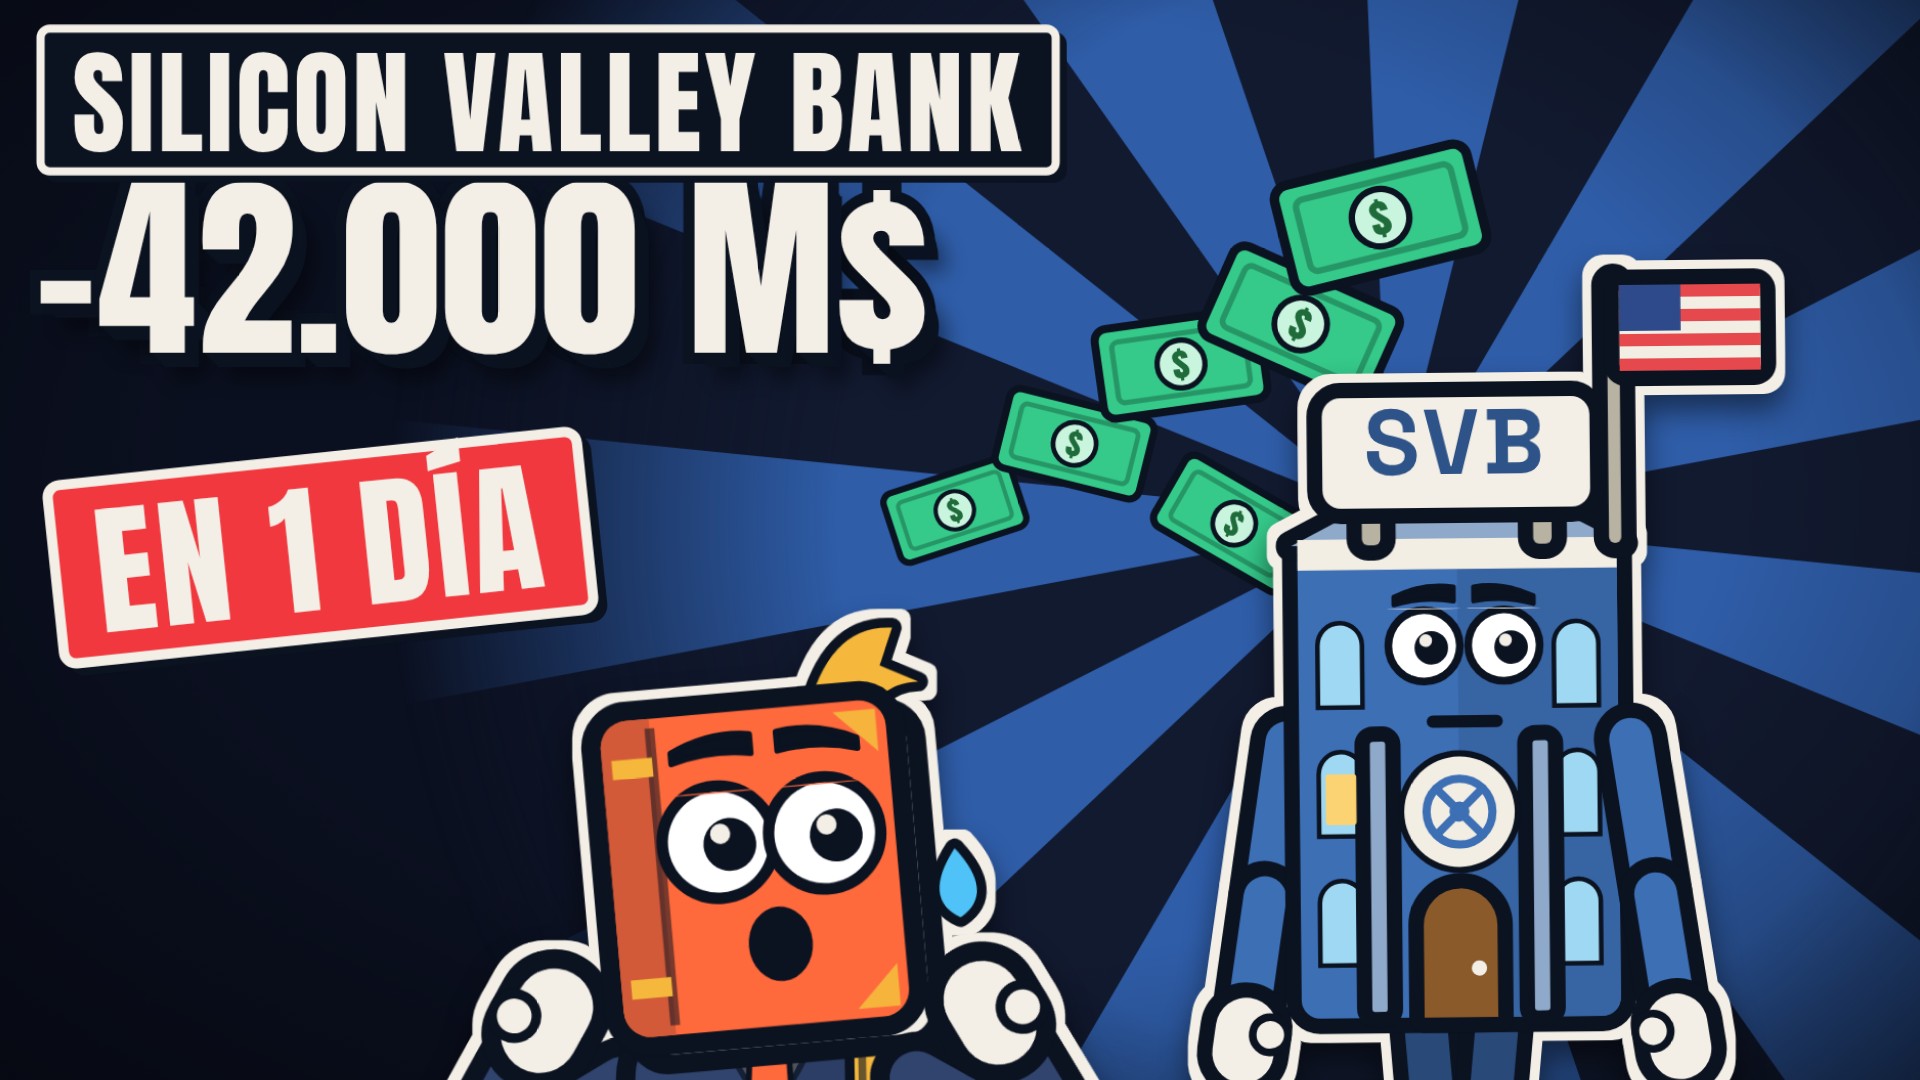 SILICON VALLEY BANK
-42.000 M$
EN 1 DÍA
$
$
$
$
$
$
SVB